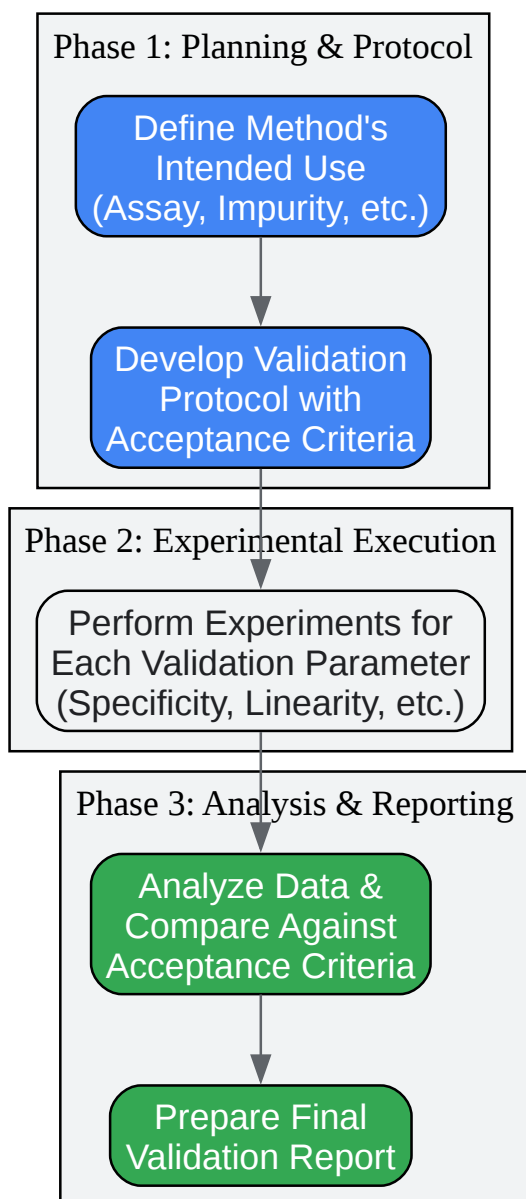 Phase 1: Planning & Protocol
Define Method's
Intended Use
(Assay, Impurity, etc.)
Develop Validation
Protocol with
Acceptance Criteria
Phase 2: Experimental Execution
Perform Experiments for
Each Validation Parameter
(Specificity, Linearity, etc.)
Phase 3: Analysis & Reporting
Analyze Data &
Compare Against
Acceptance Criteria
Prepare Final
Validation Report